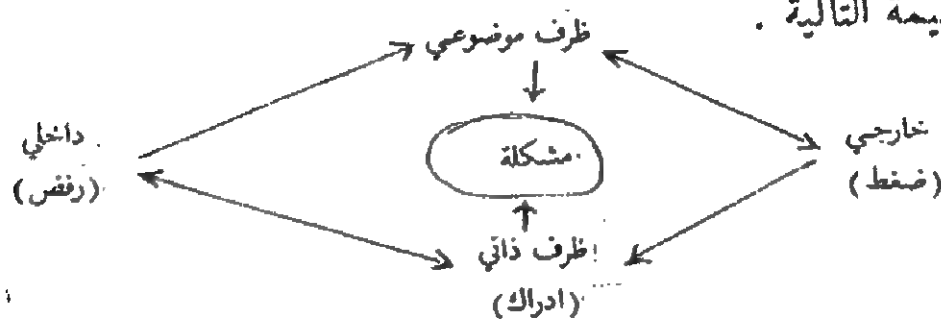 التالية .
ظرف موضوعي
خارجي
(ضغط)
مشكلة
داخلي
(رفض)
ظرف ذاتي
(ادراك)